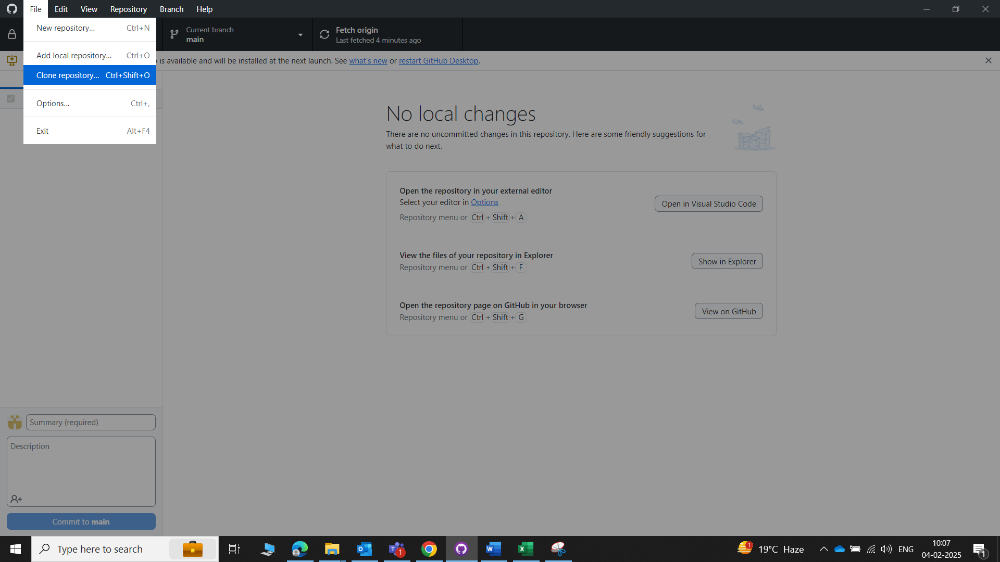 File Edit View Repository Branch Help
New repository... Ctrl+N
Add local repository... Ctrl+O
Clone repository... Ctrl+Shift+O
Options... Ctrl+,
Exit Alt+F4
Current branch
main
Fetch origin
Last fetched 4 minutes ago
is available and will be installed at the next launch. See what's new or restart GitHub Desktop.
No local changes
There are no uncommitted changes in this repository. Here are some friendly suggestions for
what to do next.
Open the repository in your external editor
Select your editor in Options
Repository menu or Ctrl + Shift + A
Open in Visual Studio Code
View the files of your repository in Explorer
Repository menu or Ctrl + Shift + F
Show in Explorer
Open the repository page on GitHub in your browser
Repository menu or Ctrl + Shift + G
View on GitHub
Summary (required)
Description
Commit to main
Type here to search
1
1
19°C Haze
ENG
10:07
04-02-2025
1